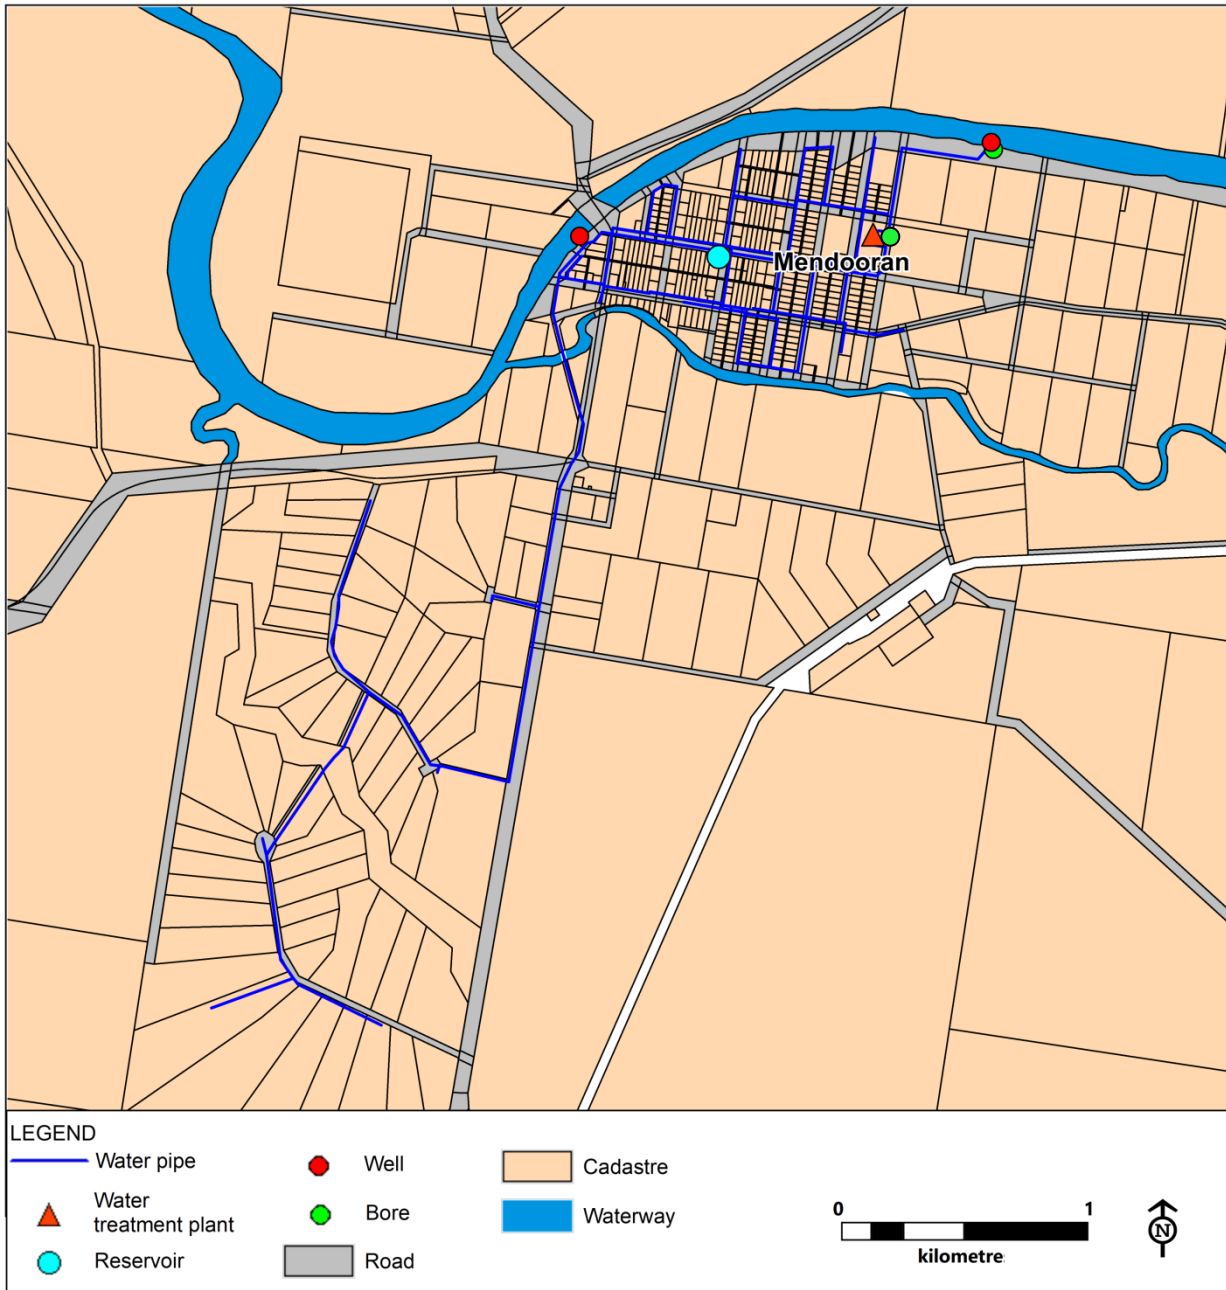 Mendooran
LEGEND
Water pipe
Well
Cadastre
Water
treatment plant
Bore
Waterway
Reservoir
Road
0 1
kilometre
N